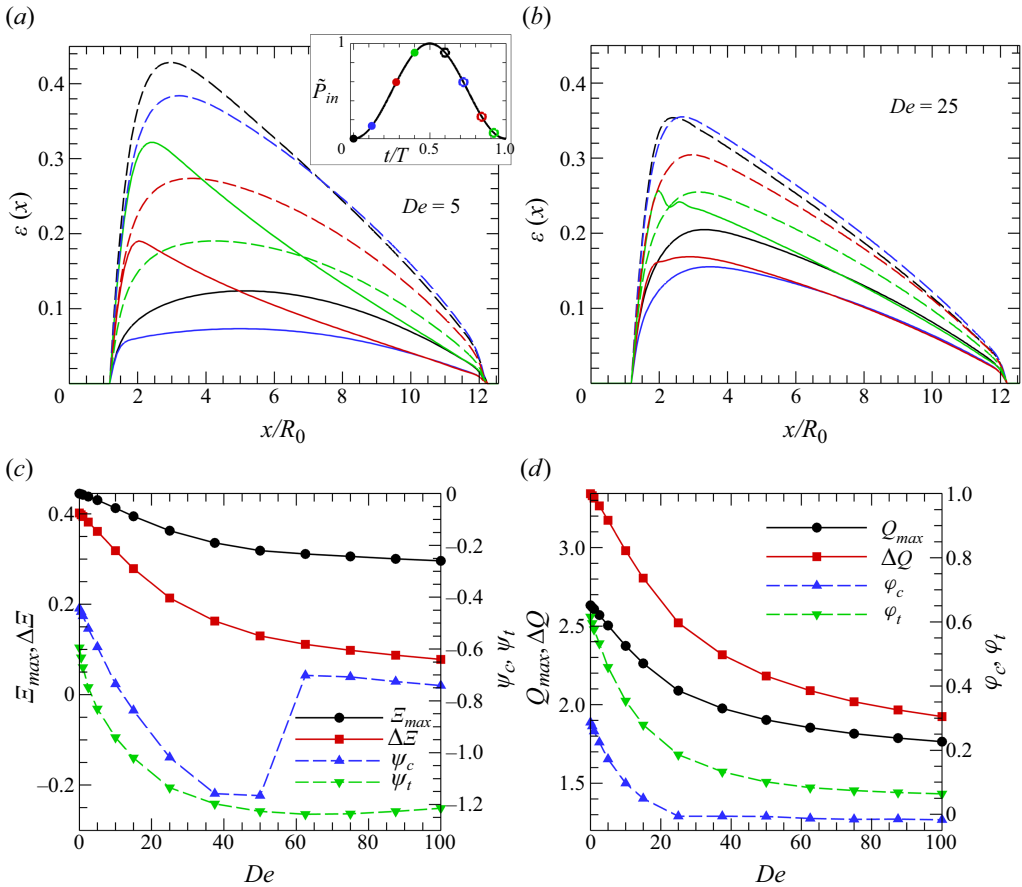 (a)
ε (x)
0.4
0.3
0.2
0.1
0 2 4 6 8 10 12
x/R0
De = 5
1
P̃in
0 0.5 1.0
t/T
(b)
ε (x)
0.4
0.3
0.2
0.1
0 2 4 6 8 10 12
x/R0
De = 25
(c)
Ξmax, ΔΞ
0.4
0.2
0
–0.2
0 20 40 60 80 100
De
0
–0.2
–0.4
–0.6
–0.8
–1.0
–1.2
ψc, ψt
Ξmax
ΔΞ
ψc
ψt
(d)
Qmax, ΔQ
3.0
2.5
2.0
1.5
0 20 40 60 80 100
De
1.0
0.8
0.6
0.4
0.2
0
φc, φt
Qmax
ΔQ
φc
φt